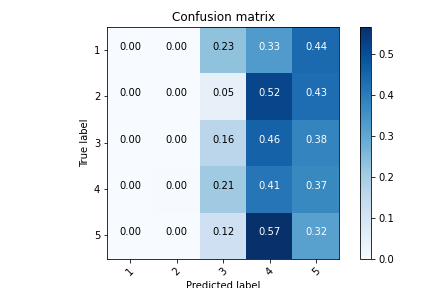 Confusion matrix
1 0.00 0.00 0.23 0.33 0.44
2 0.00 0.00 0.05 0.52 0.43
3 0.00 0.00 0.16 0.46 0.38
4 0.00 0.00 0.21 0.41 0.37
5 0.00 0.00 0.12 0.57 0.32
1 2 3 4 5
True label
Predicted label
0.5
0.4
0.3
0.2
0.1
0.0